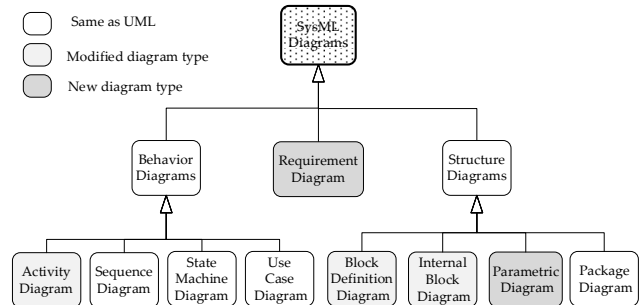 Same as UML
Modified diagram type
New diagram type
SysML
Diagrams
Behavior
Diagrams
Requirement
Diagram
Structure
Diagrams
Activity
Diagram
Sequence
Diagram
State
Machine
Diagram
Use
Case
Diagram
Block
Definition
Diagram
Internal
Block
Diagram
Parametric
Diagram
Package
Diagram